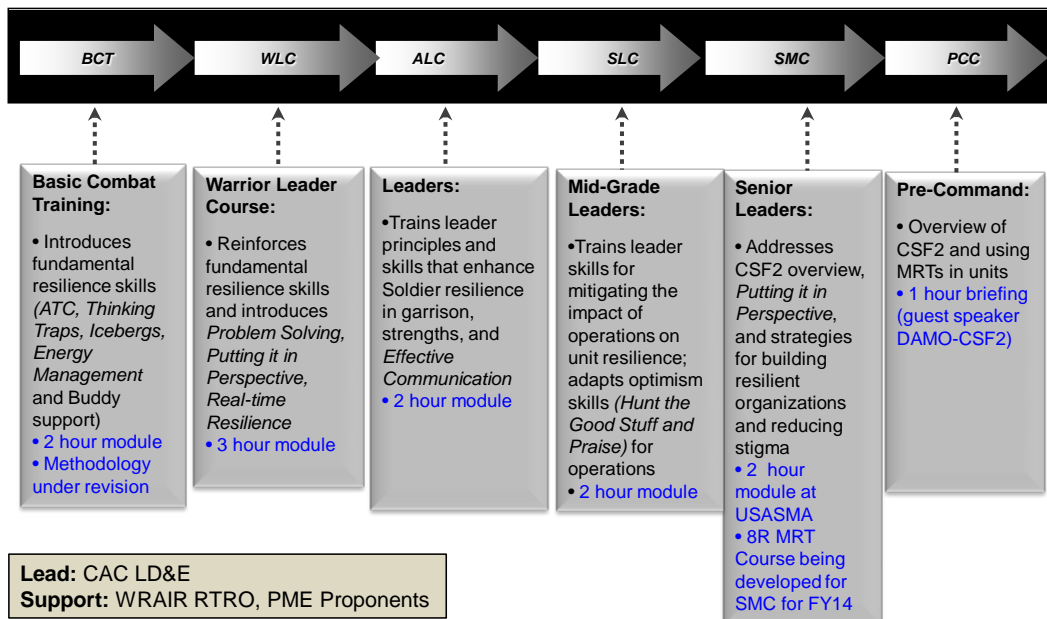 BCT
WLC
ALC
SLC
SMC
PCC
Basic Combat
Training:
• Introduces
fundamental
resilience skills
(ATC, Thinking
Traps, Icebergs,
Energy
Management
and Buddy
support)
• 2 hour module
• Methodology
under revision
Warrior Leader
Course:
• Reinforces
fundamental
resilience skills
and introduces
Problem Solving,
Putting it in
Perspective,
Real-time
Resilience
• 3 hour module
Leaders:
•Trains leader
principles and
skills that enhance
Soldier resilience
in garrison,
strengths, and
Effective
Communication
• 2 hour module
Mid-Grade
Leaders:
•Trains leader
skills for
mitigating the
impact of
operations on
unit resilience;
adapts optimism
skills (Hunt the
Good Stuff and
Praise) for
operations
• 2 hour module
Senior
Leaders:
• Addresses
CSF2 overview,
Putting it in
Perspective,
and strategies
for building
resilient
organizations
and reducing
stigma
• 2 hour
module at
USASMA
• 8R MRT
Course being
developed for
SMC for FY14
Pre-Command:
• Overview of
CSF2 and using
MRTs in units
• 1 hour briefing
(guest speaker
DAMO-CSF2)
Lead: CAC LD&E
Support: WRAIR RTRO, PME Proponents